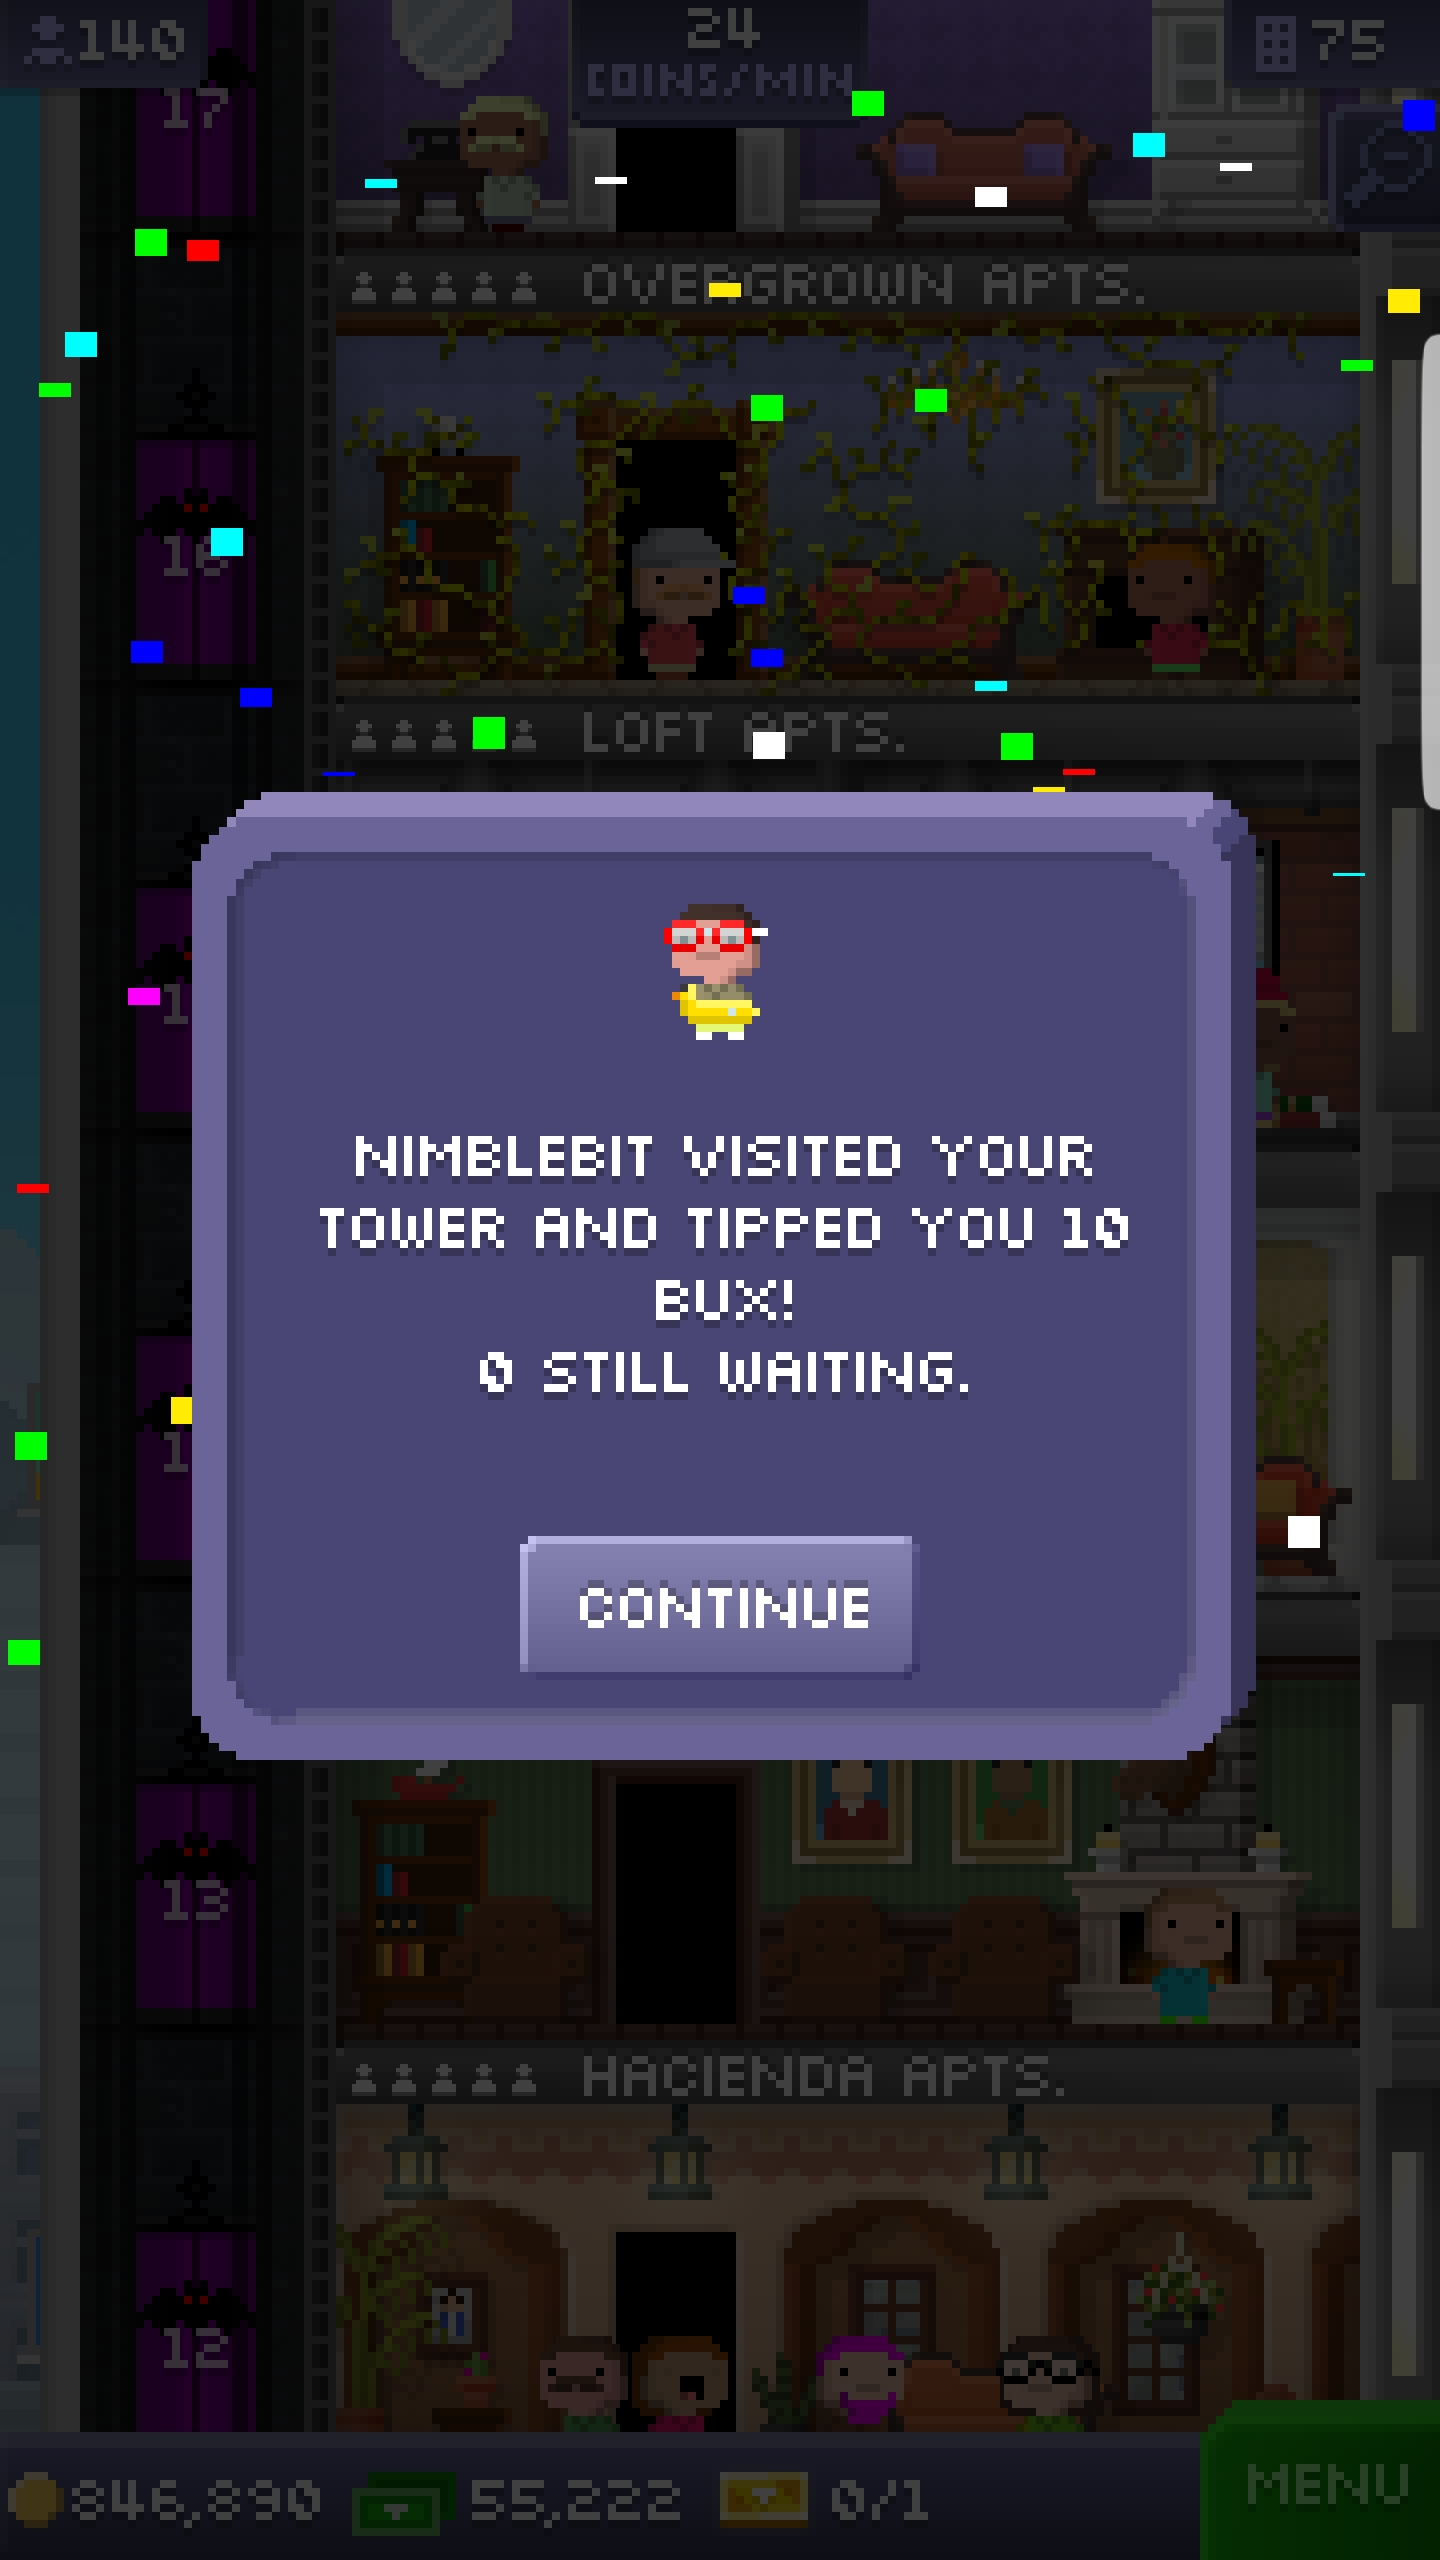 140
24
COINS/MIN
75
17
OVERGROWN APTS.
16
LOFT APTS.
NIMBLEBIT VISITED YOUR
TOWER AND TIPPED YOU 10
BUX!
0 STILL WAITING.
CONTINUE
13
HACIENDA APTS.
12
846,890
55,222
0/1
MENU